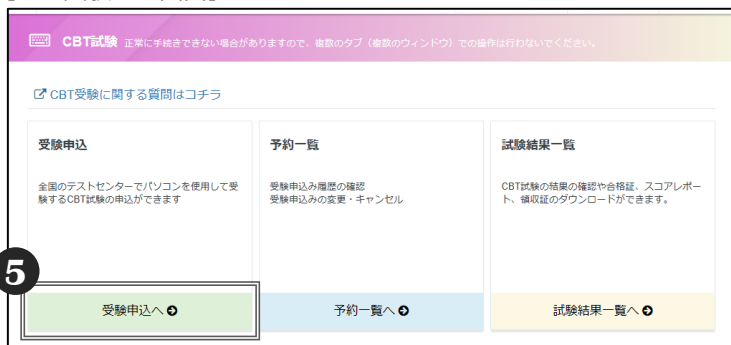 CBT試験 正常に手続きできない場合がありますので、複数のタブ（複数のウィンドウ）での操作は行わないでください。
CBT受験に関する質問はコチラ
受験申込
全国のテストセンターでパソコンを使用して受
験するCBT試験の申込ができます
受験申込へ
予約一覧
受験申込み履歴の確認
受験申込みの変更・キャンセル
予約一覧へ
試験結果一覧
CBT試験の結果の確認や合格証、スコアレポー
ト、領収証のダウンロードができます。
試験結果一覧へ
5